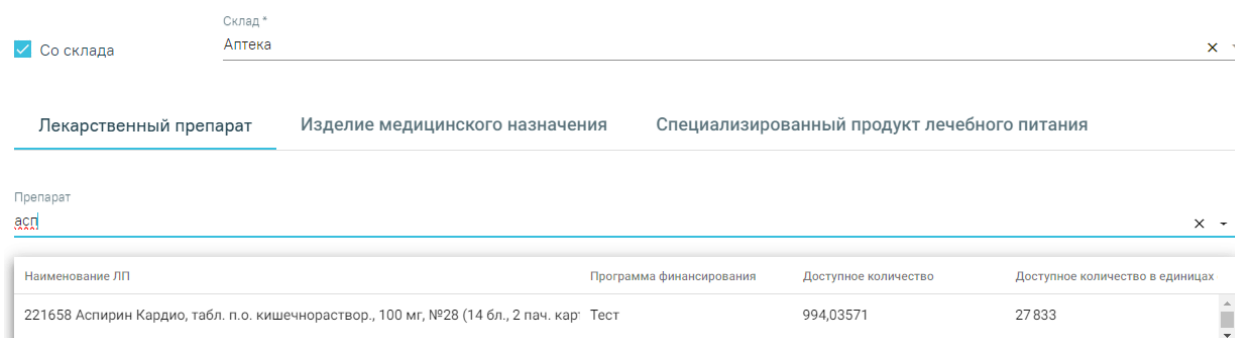 Склад *
Со склада
Аптека
Лекарственный препарат Изделие медицинского назначения Специализированный продукт лечебного питания
Препарат
асп
Наименование ЛП Программа финансирования Доступное количество Доступное количество в единицах
221658 Аспирин Кардио, табл. п.о. кишечнораствор., 100 мг, №28 (14 бл., 2 пач. кар Тест 994,03571 27 833